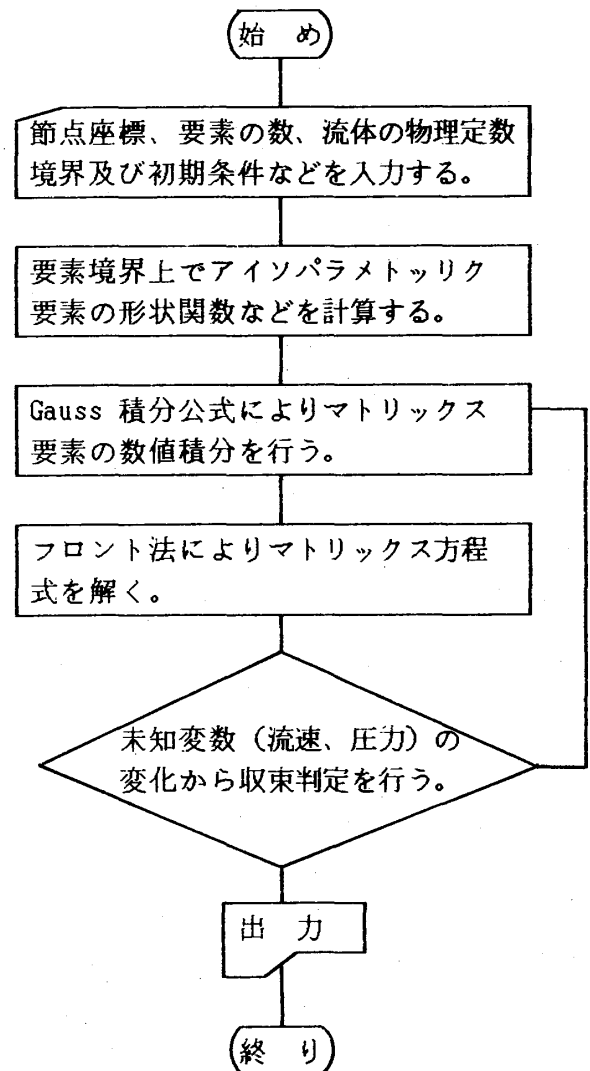 始　め
節点座標、要素の数、流体の物理定数
境界及び初期条件などを入力する。
要素境界上でアイソパラメトッリク
要素の形状関数などを計算する。
Gauss 積分公式によりマトリックス
要素の数値積分を行う。
フロント法によりマトリックス方程
式を解く。
未知変数（流速、圧力）の
変化から収束判定を行う。
出　力
終　り